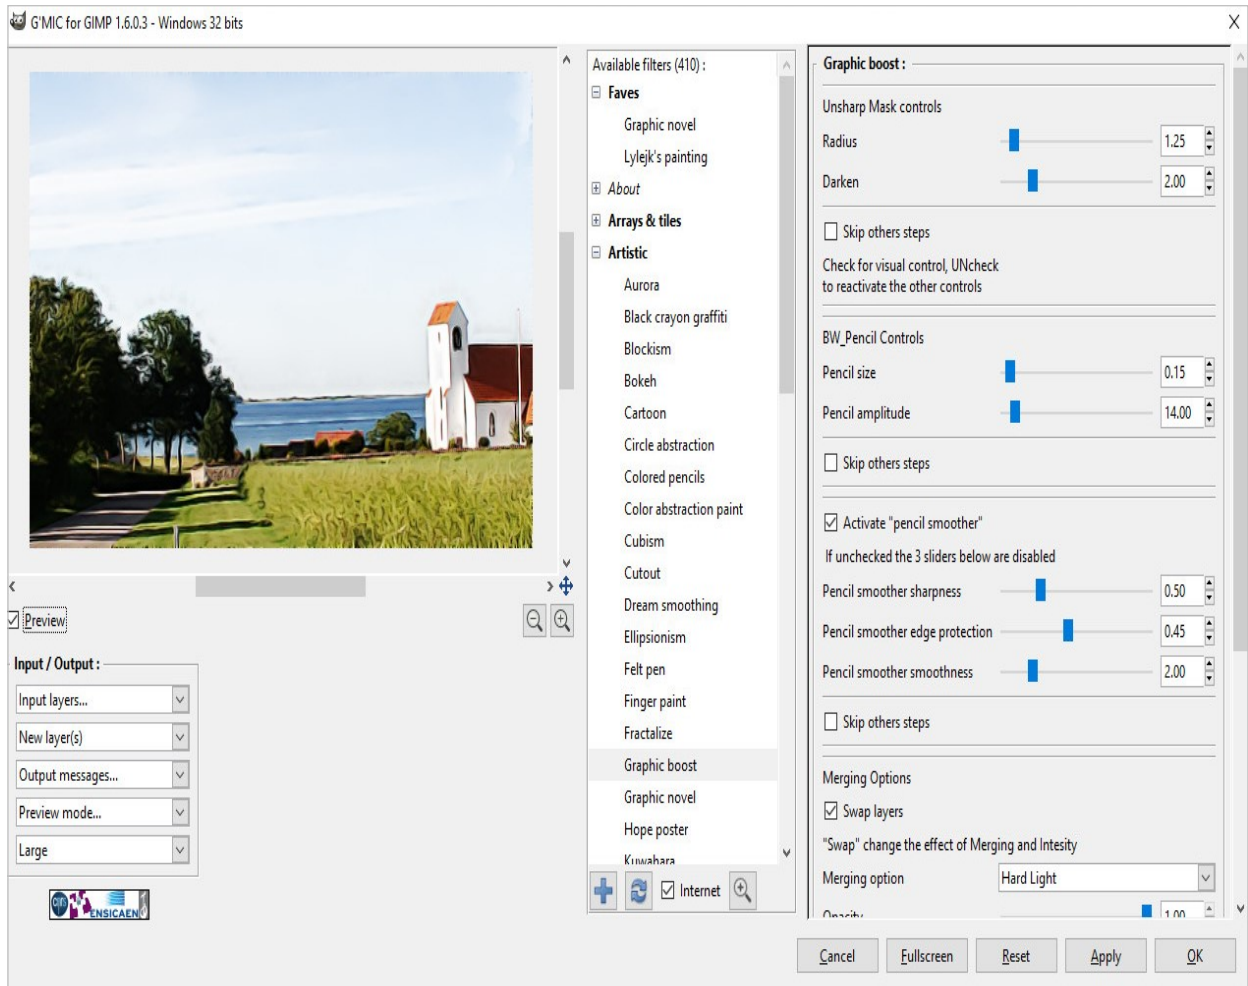 G'MIC for GIMP 1.6.0.3 - Windows 32 bits
X
Preview
Input / Output :
Input layers...
New layer(s)
Output messages...
Preview mode...
Large
cnrs
ENSICAEN
Available filters (410) :
Faves
Graphic novel
Lylejk's painting
About
Arrays & tiles
Artistic
Aurora
Black crayon graffiti
Blockism
Bokeh
Cartoon
Circle abstraction
Colored pencils
Color abstraction paint
Cubism
Cutout
Dream smoothing
Ellipsionism
Felt pen
Finger paint
Fractalize
Graphic boost
Graphic novel
Hope poster
Kuwahara
Internet
Graphic boost :
Unsharp Mask controls
Radius 1.25
Darken 2.00
Skip others steps
Check for visual control, UNcheck
to reactivate the other controls
BW_Pencil Controls
Pencil size 0.15
Pencil amplitude 14.00
Skip others steps
Activate "pencil smoother"
If unchecked the 3 sliders below are disabled
Pencil smoother sharpness 0.50
Pencil smoother edge protection 0.45
Pencil smoother smoothness 2.00
Skip others steps
Merging Options
Swap layers
"Swap" change the effect of Merging and Intesity
Merging option Hard Light
Opacity 1.00
Cancel Fullscreen Reset Apply OK